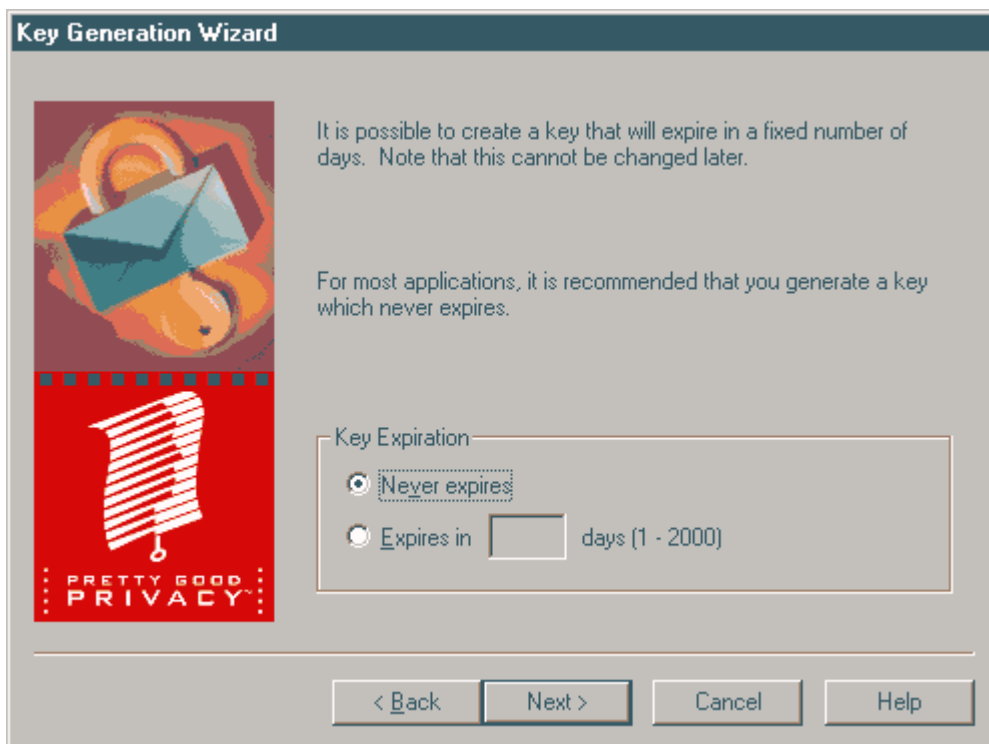 Key Generation Wizard
It is possible to create a key that will expire in a fixed number of
days. Note that this cannot be changed later.
For most applications, it is recommended that you generate a key
which never expires.
Key Expiration
Never expires
Expires in days (1 - 2000)
PRETTY GOOD
PRIVACY™
< Back Next > Cancel Help